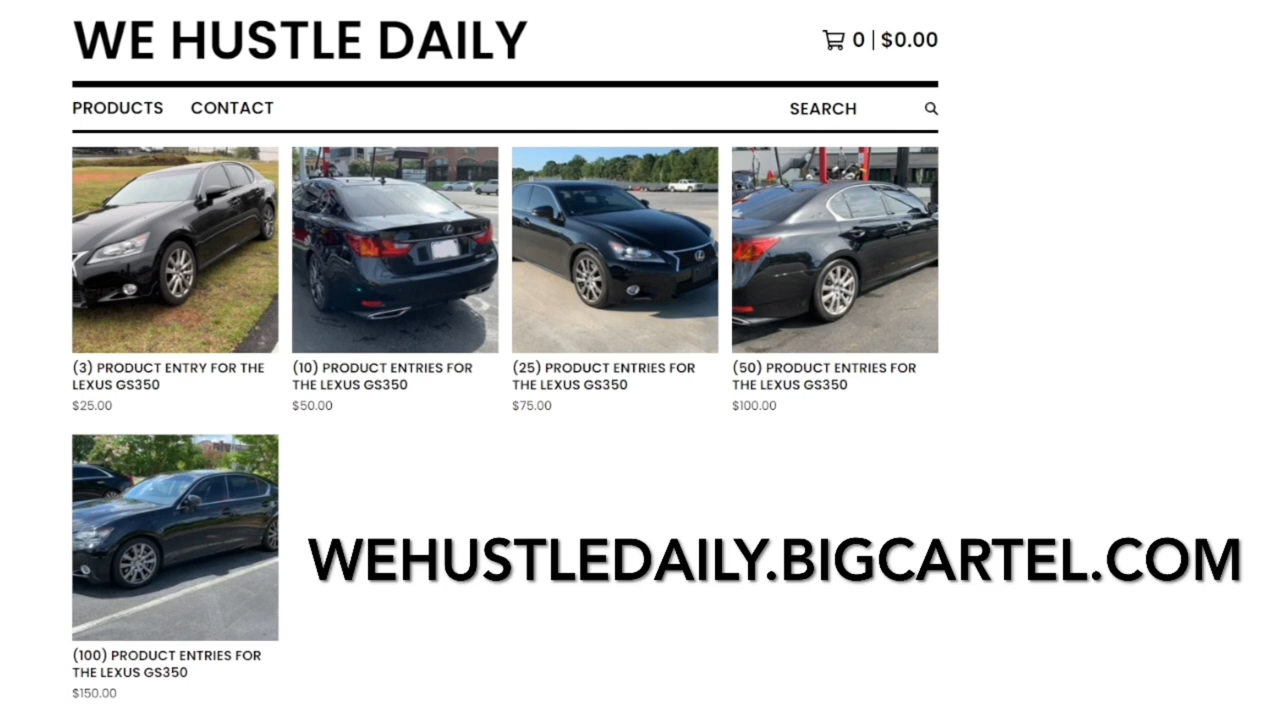 WE HUSTLE DAILY
0 | $0.00
PRODUCTS CONTACT
SEARCH
(3) PRODUCT ENTRY FOR THE
LEXUS GS350
$25.00
(10) PRODUCT ENTRIES FOR
THE LEXUS GS350
$50.00
(25) PRODUCT ENTRIES FOR
THE LEXUS GS350
$75.00
(50) PRODUCT ENTRIES FOR
THE LEXUS GS350
$100.00
WEHUSTLEDAILY.BIGCARTEL.COM
(100) PRODUCT ENTRIES FOR
THE LEXUS GS350
$150.00